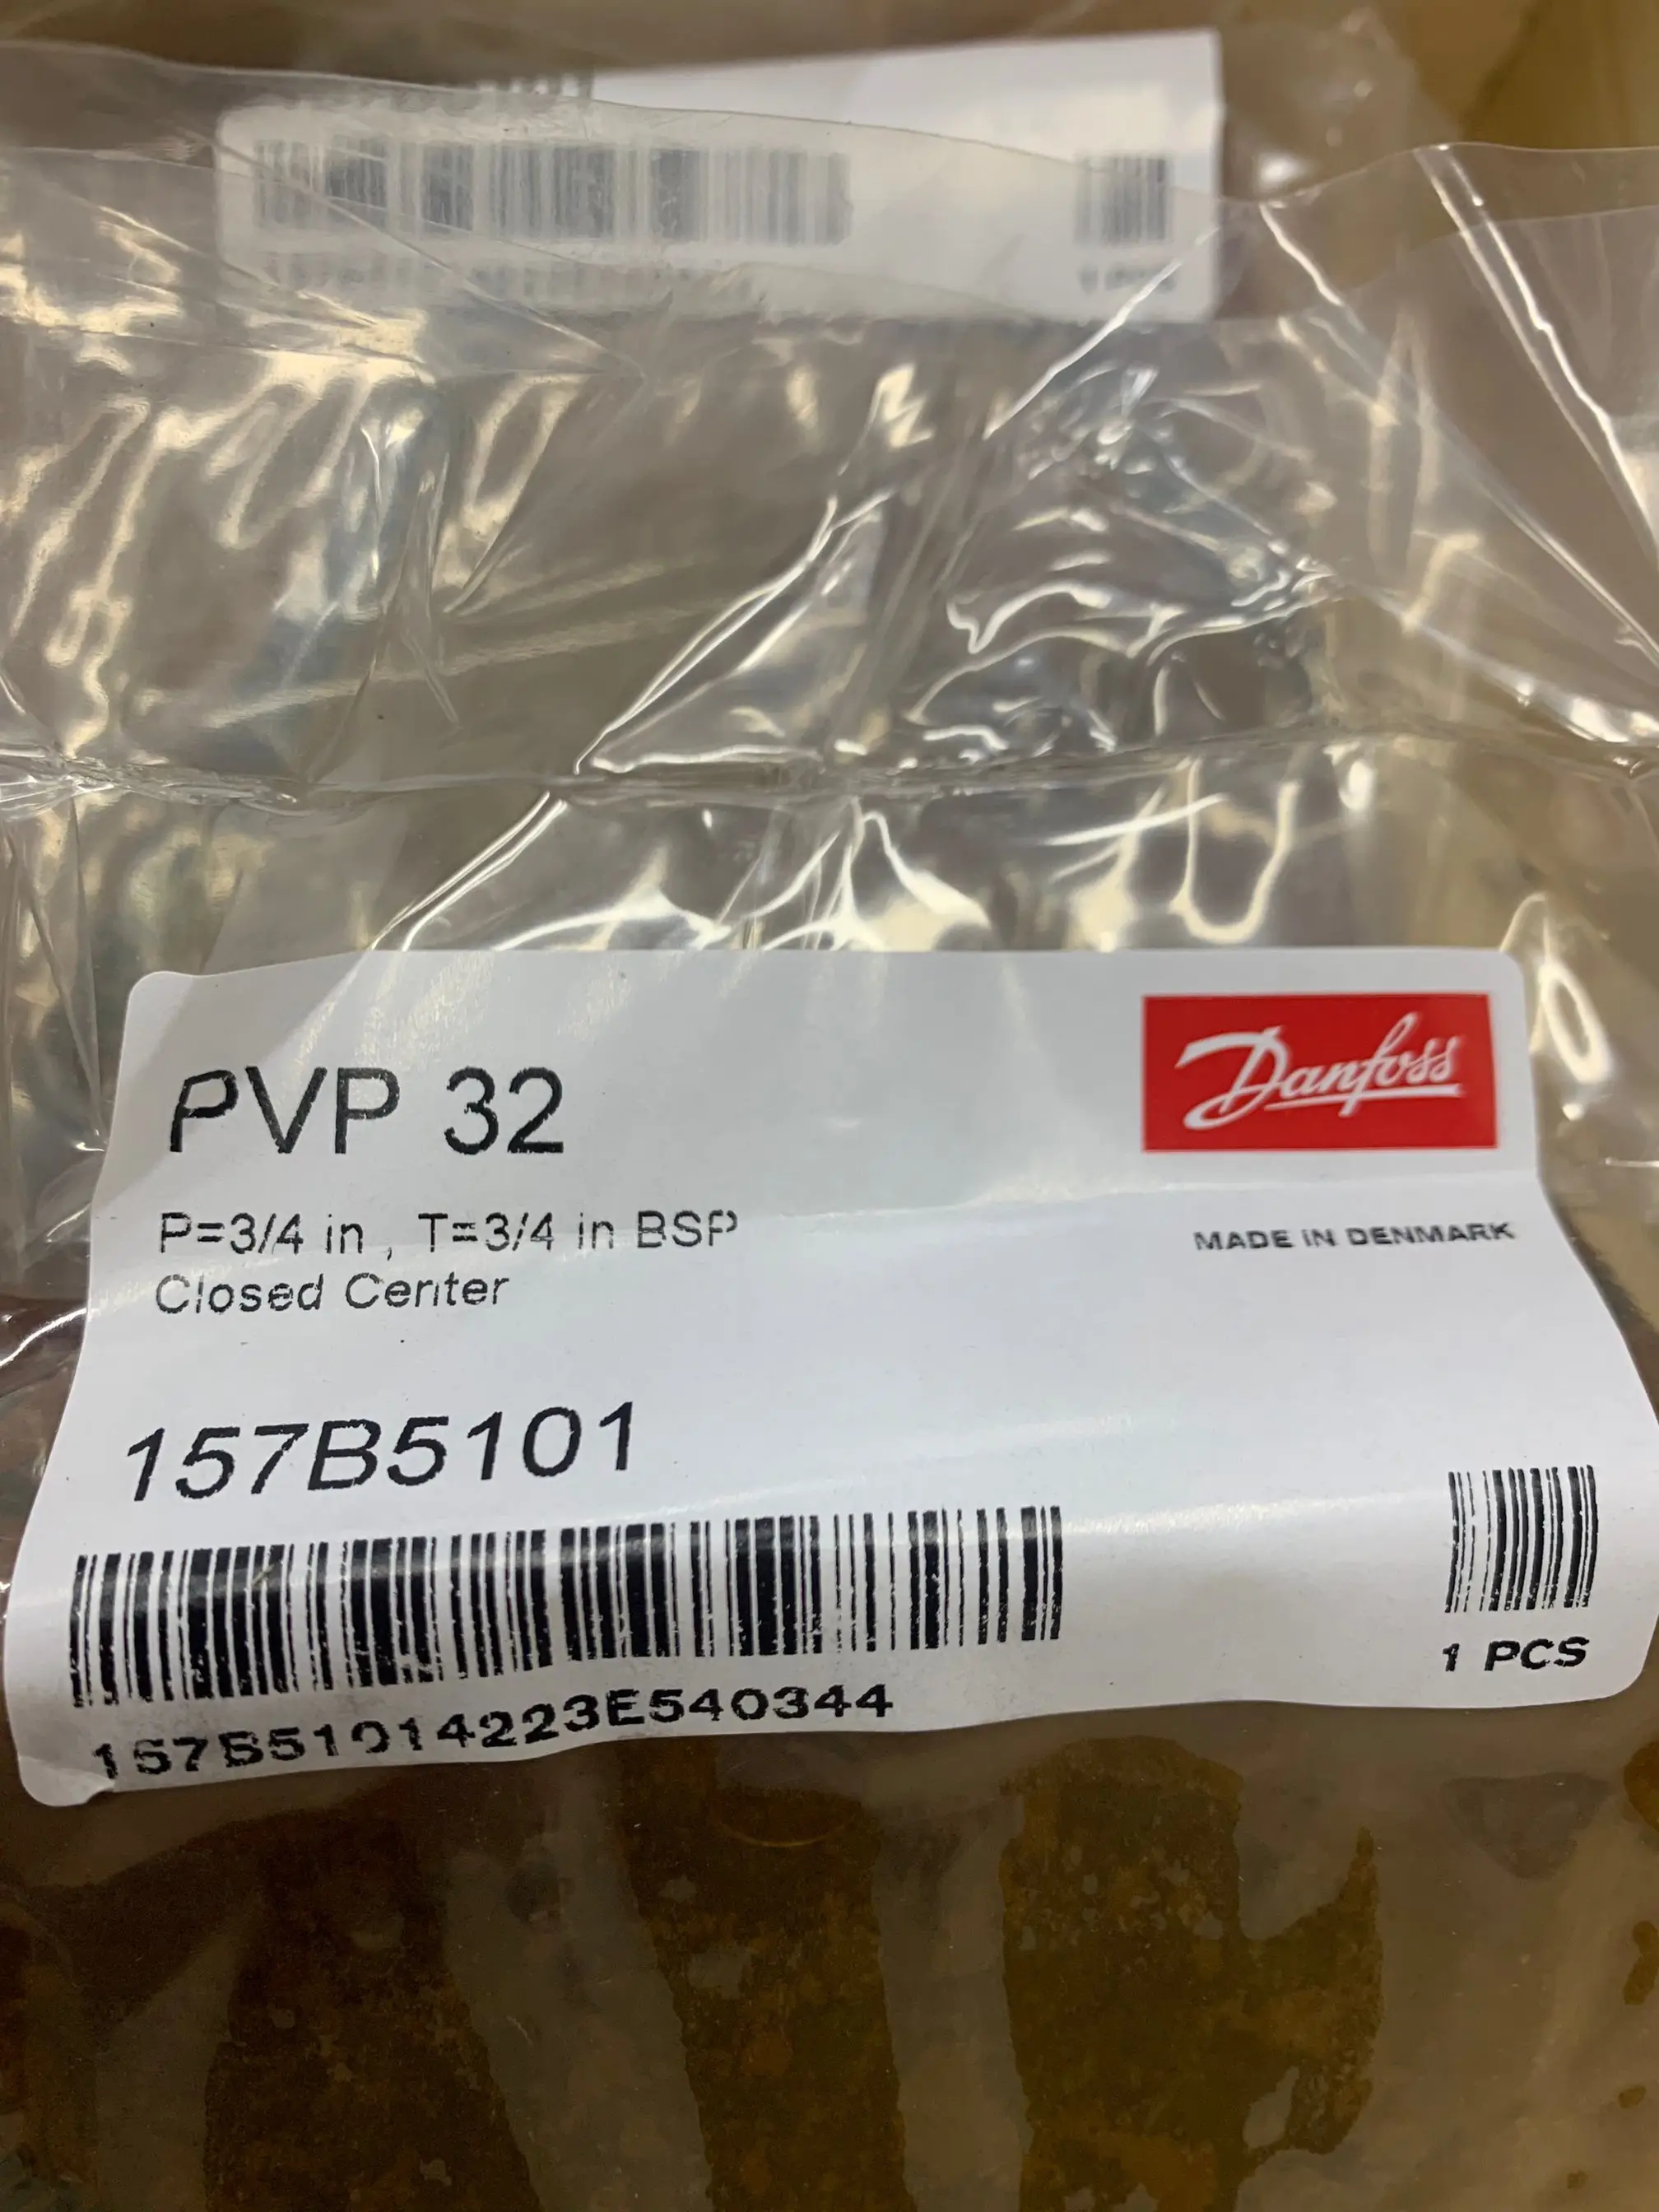 PVP 32
Danfoss
P=3/4 in , T=3/4 in BSP
MADE IN DENMARK
Closed Center
157B5101
1 PCS
157B51014223E540344